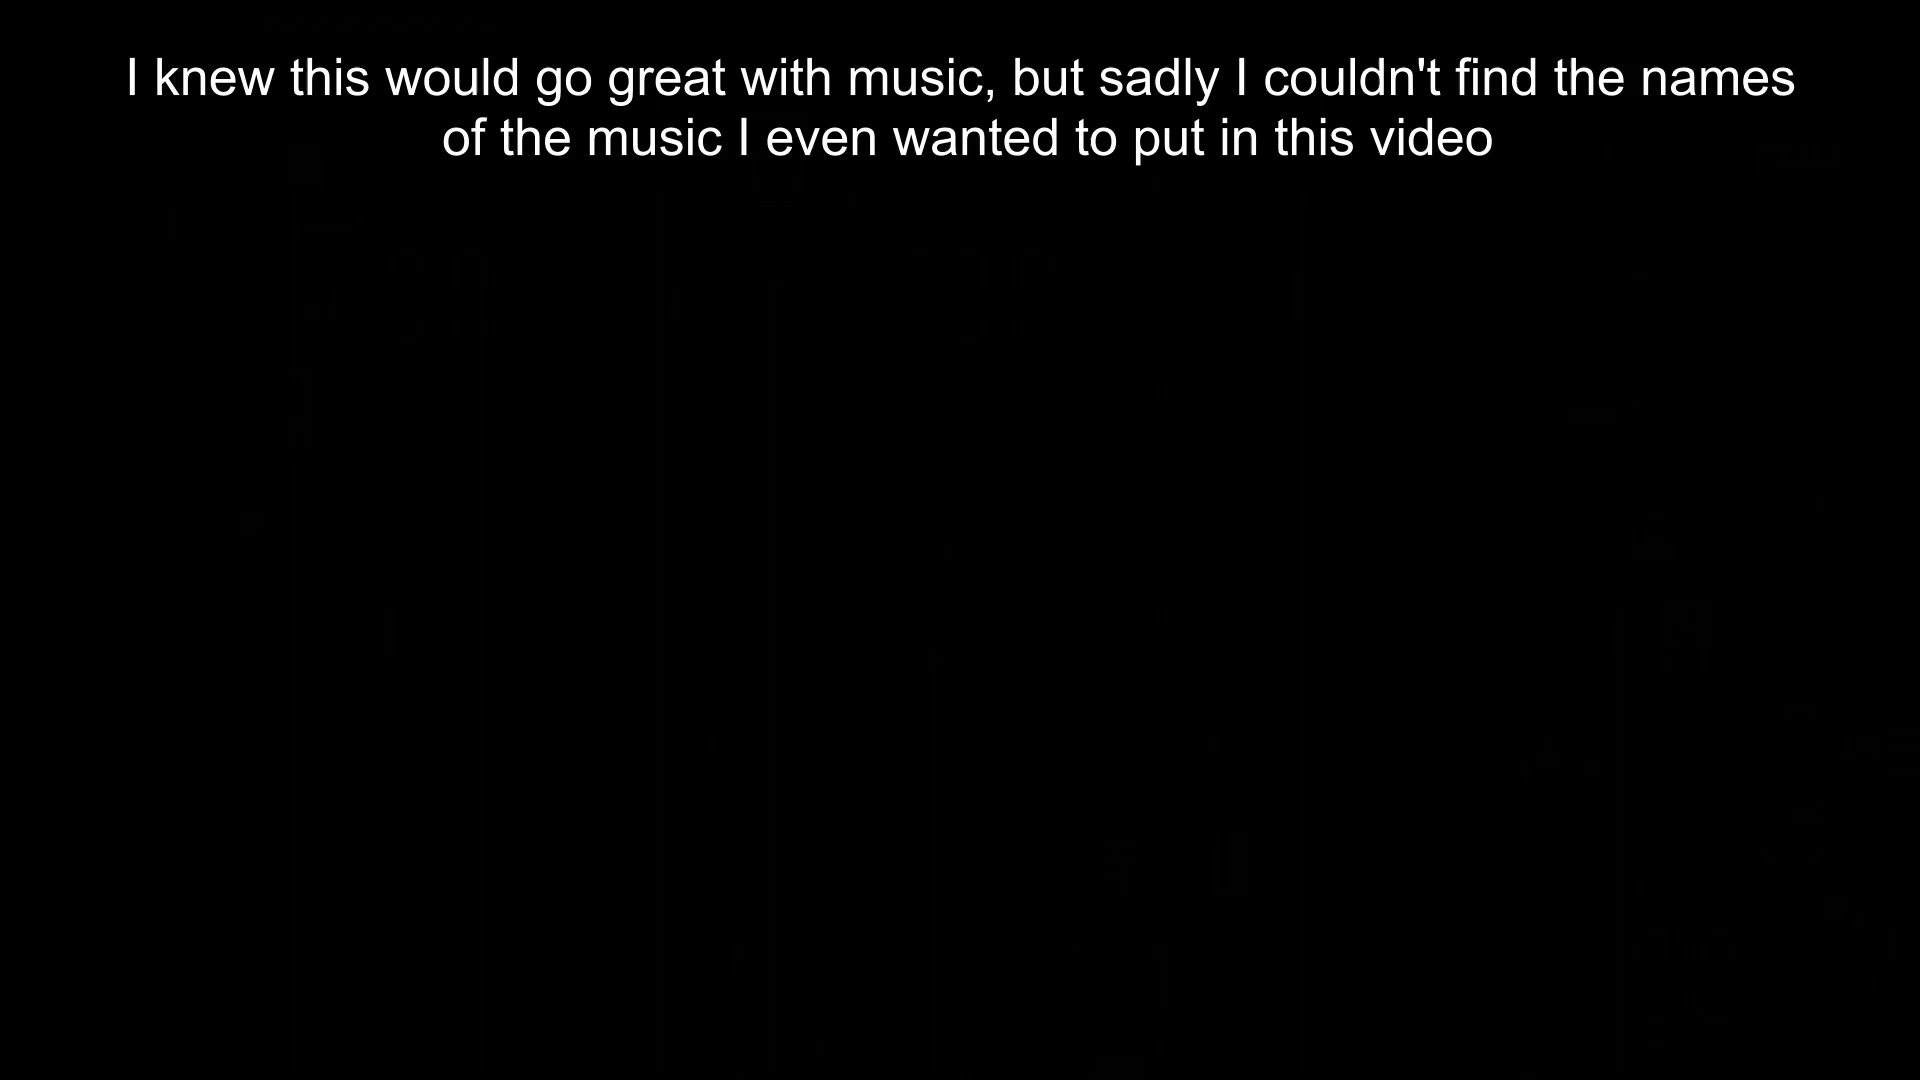 I knew this would go great with music, but sadly I couldn't find the names
of the music I even wanted to put in this video